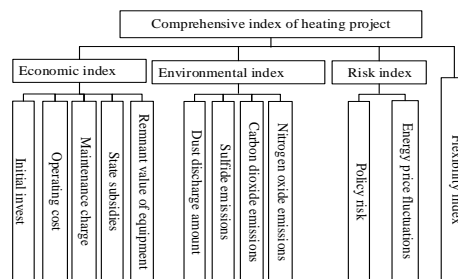 Comprehensive index of heating project
Economic index
Environmental index
Risk index
Flexibility index
Initial invest
Operating cost
Maintenance charge
State subsidies
Remnant value of equipment
Dust discharge amount
Sulfide emissions
Carbon dioxide emissions
Nitrogen oxide emissions
Policy risk
Energy price fluctuations